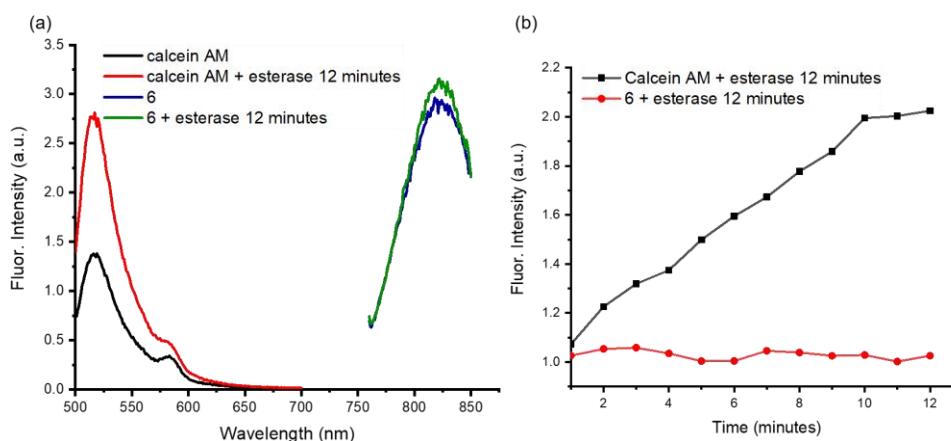 (a)
calcein AM
calcein AM + esterase 12 minutes
6
6 + esterase 12 minutes
Fluor. Intensity (a.u.)
3.5
3.0
2.5
2.0
1.5
1.0
0.5
0.0
500 550 600 650 700 750 800 850
Wavelength (nm)
(b)
Calcein AM + esterase 12 minutes
6 + esterase 12 minutes
Fluor. Intensity (a.u.)
2.2
2.0
1.8
1.6
1.4
1.2
1.0
2 4 6 8 10 12
Time (minutes)